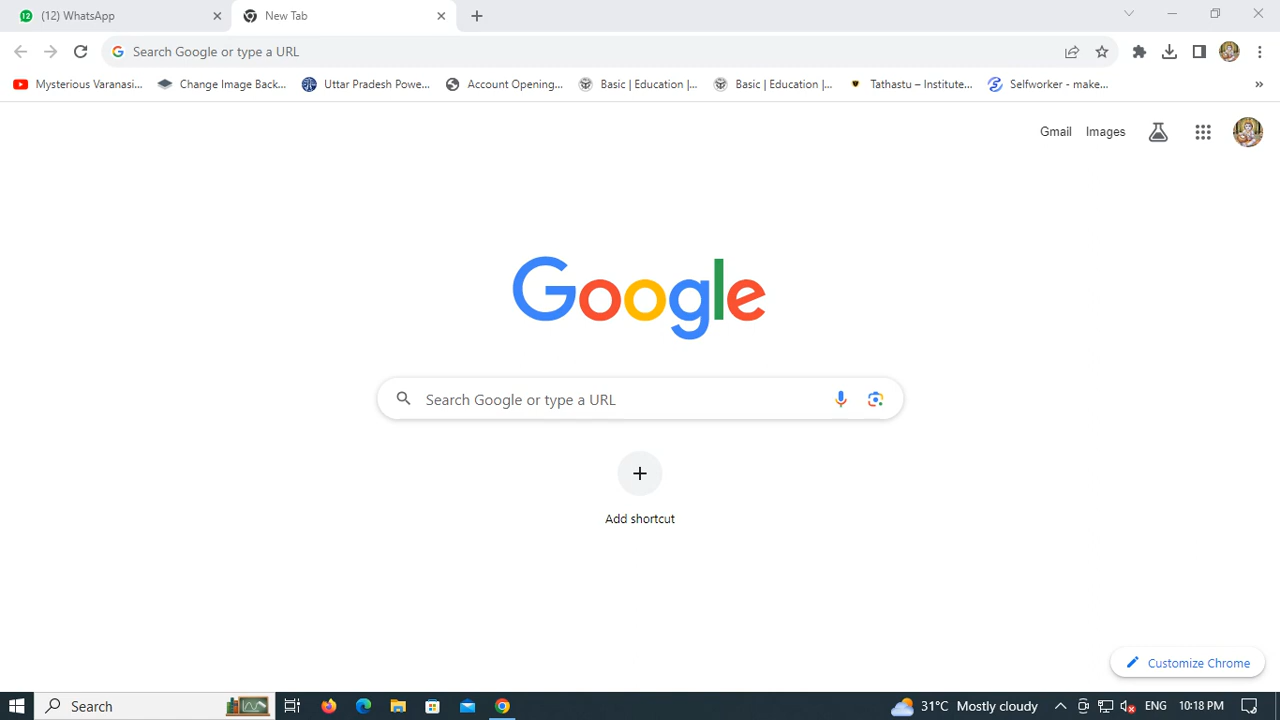 (12) WhatsApp
New Tab
Search Google or type a URL
Mysterious Varanasi...
Change Image Back...
Uttar Pradesh Powe...
Account Opening...
Basic | Education |...
Basic | Education |...
Tathastu – Institute...
Selfworker - make...
Gmail
Images
Google
Search Google or type a URL
Add shortcut
Customize Chrome
Search
31°C Mostly cloudy
ENG
10:18 PM